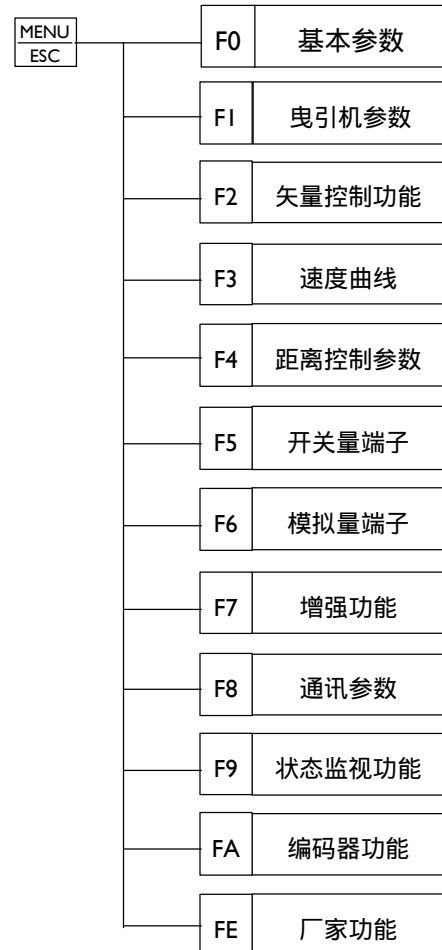 MENU
ESC
F0 基本参数
F1 曳引机参数
F2 矢量控制功能
F3 速度曲线
F4 距离控制参数
F5 开关量端子
F6 模拟量端子
F7 增强功能
F8 通讯参数
F9 状态监视功能
FA 编码器功能
FE 厂家功能